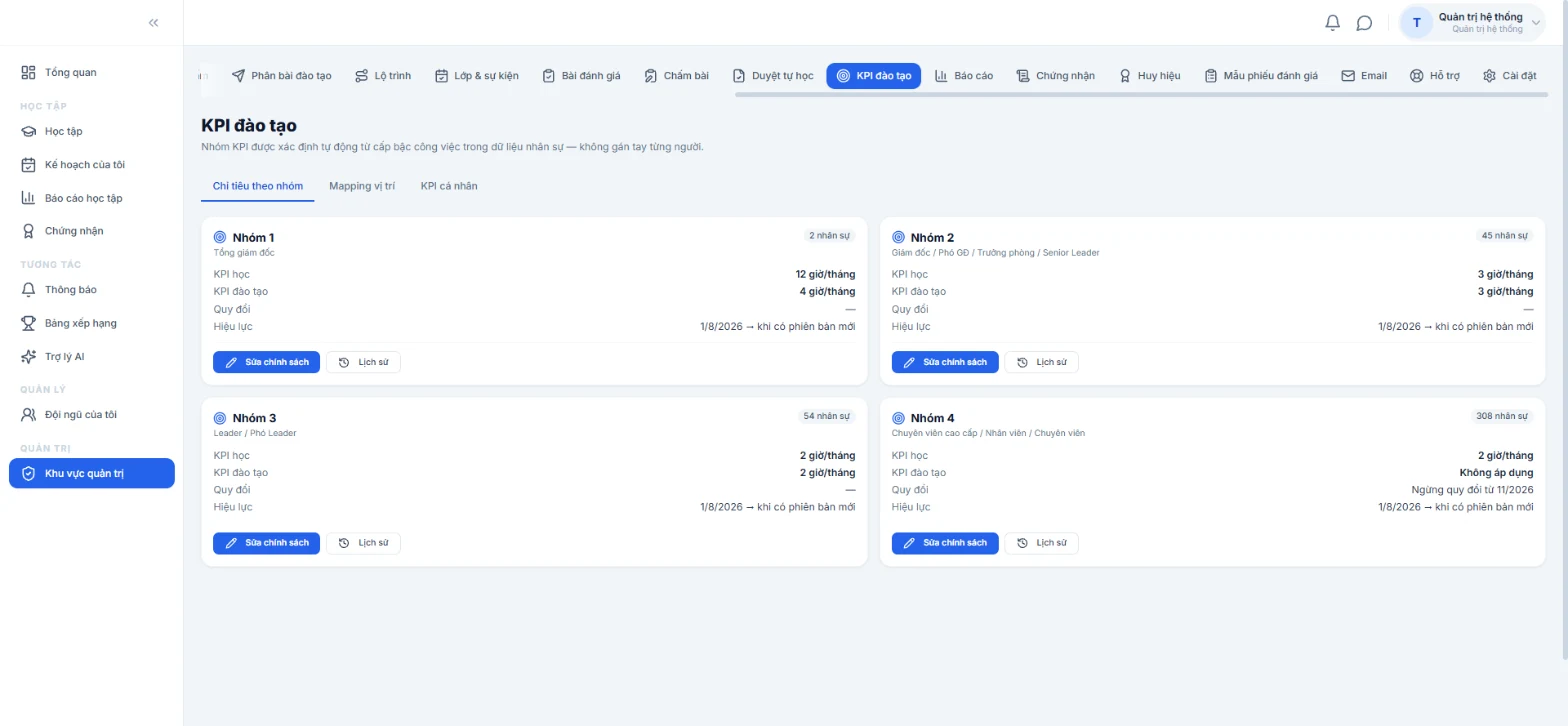 T
Quản trị hệ thống
Quản trị hệ thống
Tổng quan
HỌC TẬP
Học tập
Kế hoạch của tôi
Báo cáo học tập
Chứng nhận
TƯƠNG TÁC
Thông báo
Bảng xếp hạng
Trợ lý AI
QUẢN LÝ
Đội ngũ của tôi
QUẢN TRỊ
Khu vực quản trị
Phân bài đào tạo Lộ trình Lớp & sự kiện Bài đánh giá Chấm bài Duyệt tự học KPI đào tạo Báo cáo Chứng nhận Huy hiệu Mẫu phiếu đánh giá Email Hỗ trợ Cài đặt
KPI đào tạo
Nhóm KPI được xác định tự động từ cấp bậc công việc trong dữ liệu nhân sự — không gán tay từng người.
Chỉ tiêu theo nhóm Mapping vị trí KPI cá nhân
Nhóm 1 2 nhân sự
Tổng giám đốc
KPI học 12 giờ/tháng
KPI đào tạo 4 giờ/tháng
Quy đổi —
Hiệu lực 1/8/2026 → khi có phiên bản mới
Sửa chính sách Lịch sử
Nhóm 2 45 nhân sự
Giám đốc / Phó GĐ / Trưởng phòng / Senior Leader
KPI học 3 giờ/tháng
KPI đào tạo 3 giờ/tháng
Quy đổi —
Hiệu lực 1/8/2026 → khi có phiên bản mới
Sửa chính sách Lịch sử
Nhóm 3 54 nhân sự
Leader / Phó Leader
KPI học 2 giờ/tháng
KPI đào tạo 2 giờ/tháng
Quy đổi —
Hiệu lực 1/8/2026 → khi có phiên bản mới
Sửa chính sách Lịch sử
Nhóm 4 308 nhân sự
Chuyên viên cao cấp / Nhân viên / Chuyên viên
KPI học 2 giờ/tháng
KPI đào tạo Không áp dụng
Quy đổi Ngừng quy đổi từ 11/2026
Hiệu lực 1/8/2026 → khi có phiên bản mới
Sửa chính sách Lịch sử